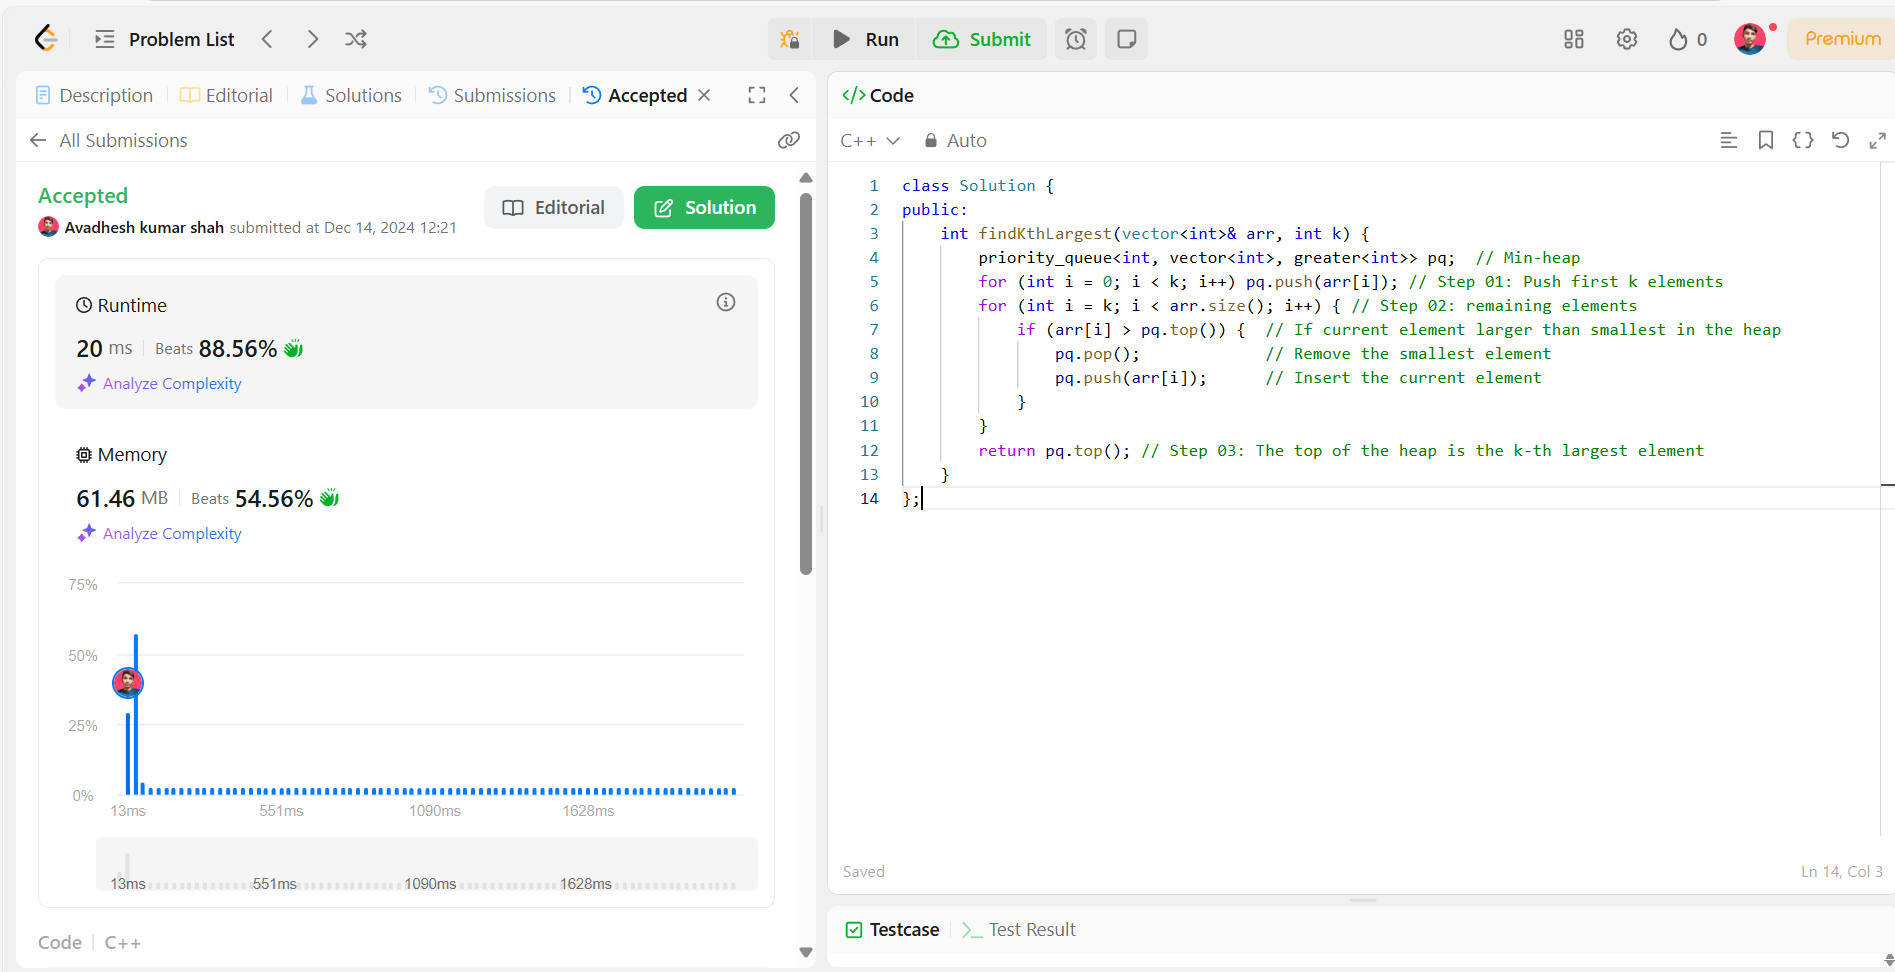 Problem List
Run
Submit
0
Premium
Description
Editorial
Solutions
Submissions
Accepted
All Submissions
Accepted
Avadhesh kumar shah submitted at Dec 14, 2024 12:21
Editorial
Solution
Runtime
20 ms Beats 88.56%
Analyze Complexity
Memory
61.46 MB Beats 54.56%
Analyze Complexity
75%
50%
25%
0%
13ms 551ms 1090ms 1628ms
13ms 551ms 1090ms 1628ms
Code C++
</> Code
C++ Auto
1 class Solution {
2 public:
3 int findKthLargest(vector<int>& arr, int k) {
4 priority_queue<int, vector<int>, greater<int>> pq; // Min-heap
5 for (int i = 0; i < k; i++) pq.push(arr[i]); // Step 01: Push first k elements
6 for (int i = k; i < arr.size(); i++) { // Step 02: remaining elements
7 if (arr[i] > pq.top()) { // If current element larger than smallest in the heap
8 pq.pop(); // Remove the smallest element
9 pq.push(arr[i]); // Insert the current element
10 }
11 }
12 return pq.top(); // Step 03: The top of the heap is the k-th largest element
13 }
14 };
Saved
Ln 14, Col 3
Testcase
Test Result